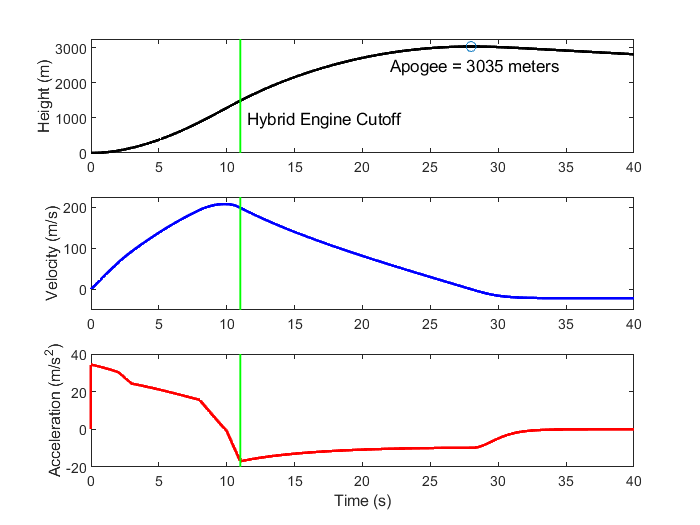 3000
2000
1000
0
Height (m)
Apogee = 3035 meters
Hybrid Engine Cutoff
0 5 10 15 20 25 30 35 40
200
100
0
Velocity (m/s)
0 5 10 15 20 25 30 35 40
40
20
0
-20
Acceleration (m/s²)
0 5 10 15 20 25 30 35 40
Time (s)